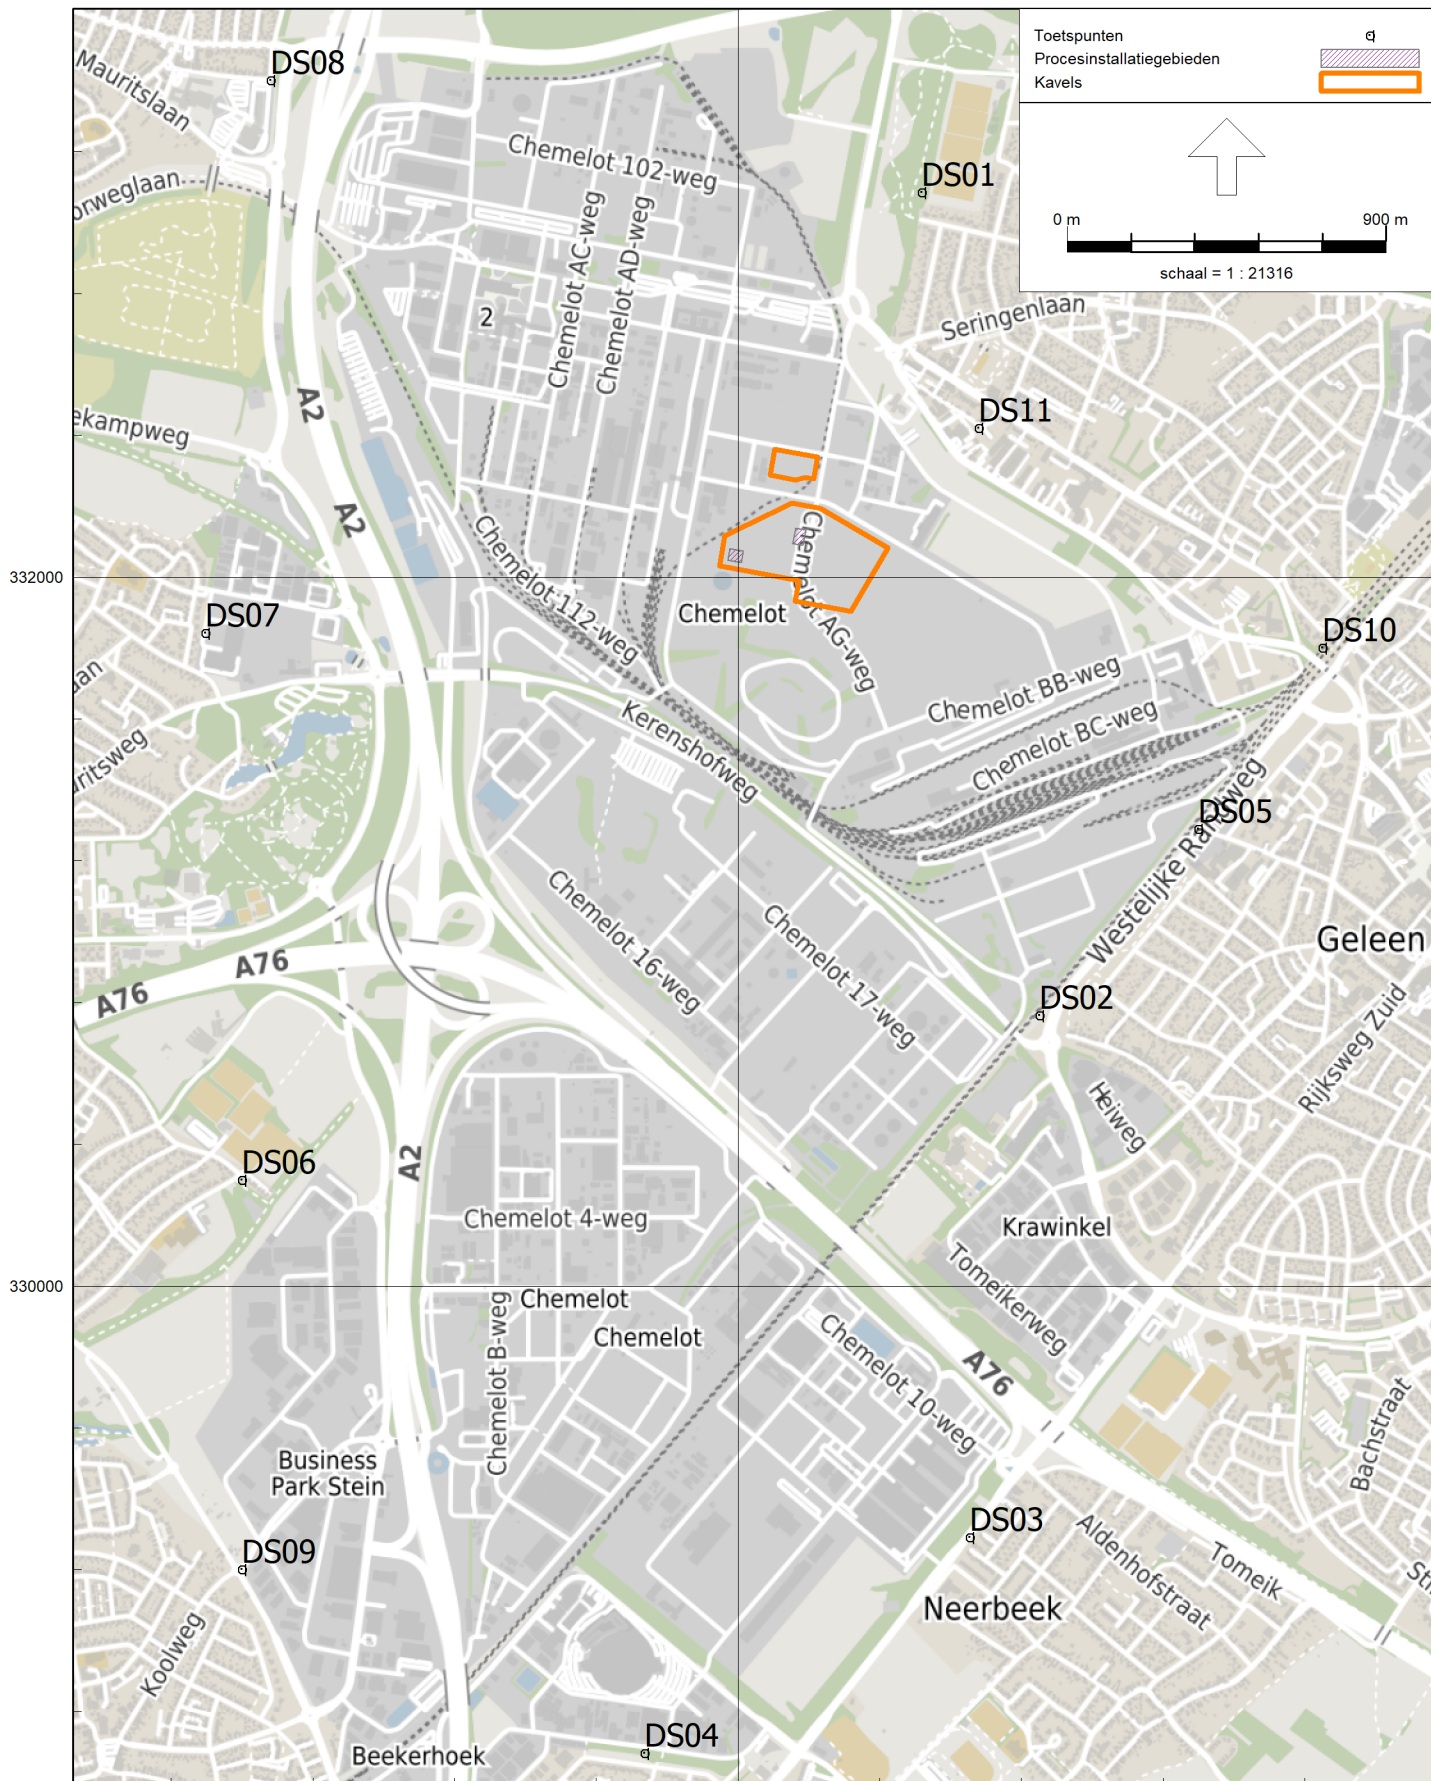 Toetspunten
Procesinstallatiegebieden
Kavels
0 m
900 m
schaal = 1 : 21316
DS08
Mauritslaan
DS01
Chemelot 102-weg
orweglaan
Chemelot AC-weg
Chemelot AD-weg
2
Seringenlaan
A2
DS11
ekampweg
A2
Chemelot 112-weg
Chemelot AG-weg
332000
Chemelot
DS07
DS10
aan
Chemelot BB-weg
Kerenshofweg
Chemelot BC-weg
uritsweg
DS05
Westelijke Randweg
Chemelot 16-weg
Chemelot 17-weg
Geleen
A76
A76
DS02
Rijksweg Zuid
Heiweg
A2
DS06
Chemelot 4-weg
Krawinkel
330000
Tomeikerweg
Chemelot
Chemelot B-weg
Chemelot
Chemelot 10-weg
A76
Bachstraat
Business
Park Stein
DS03
Aldenhofstraat
Tomeik
DS09
Neerbeek
Koolweg
DS04
Beekerhoek